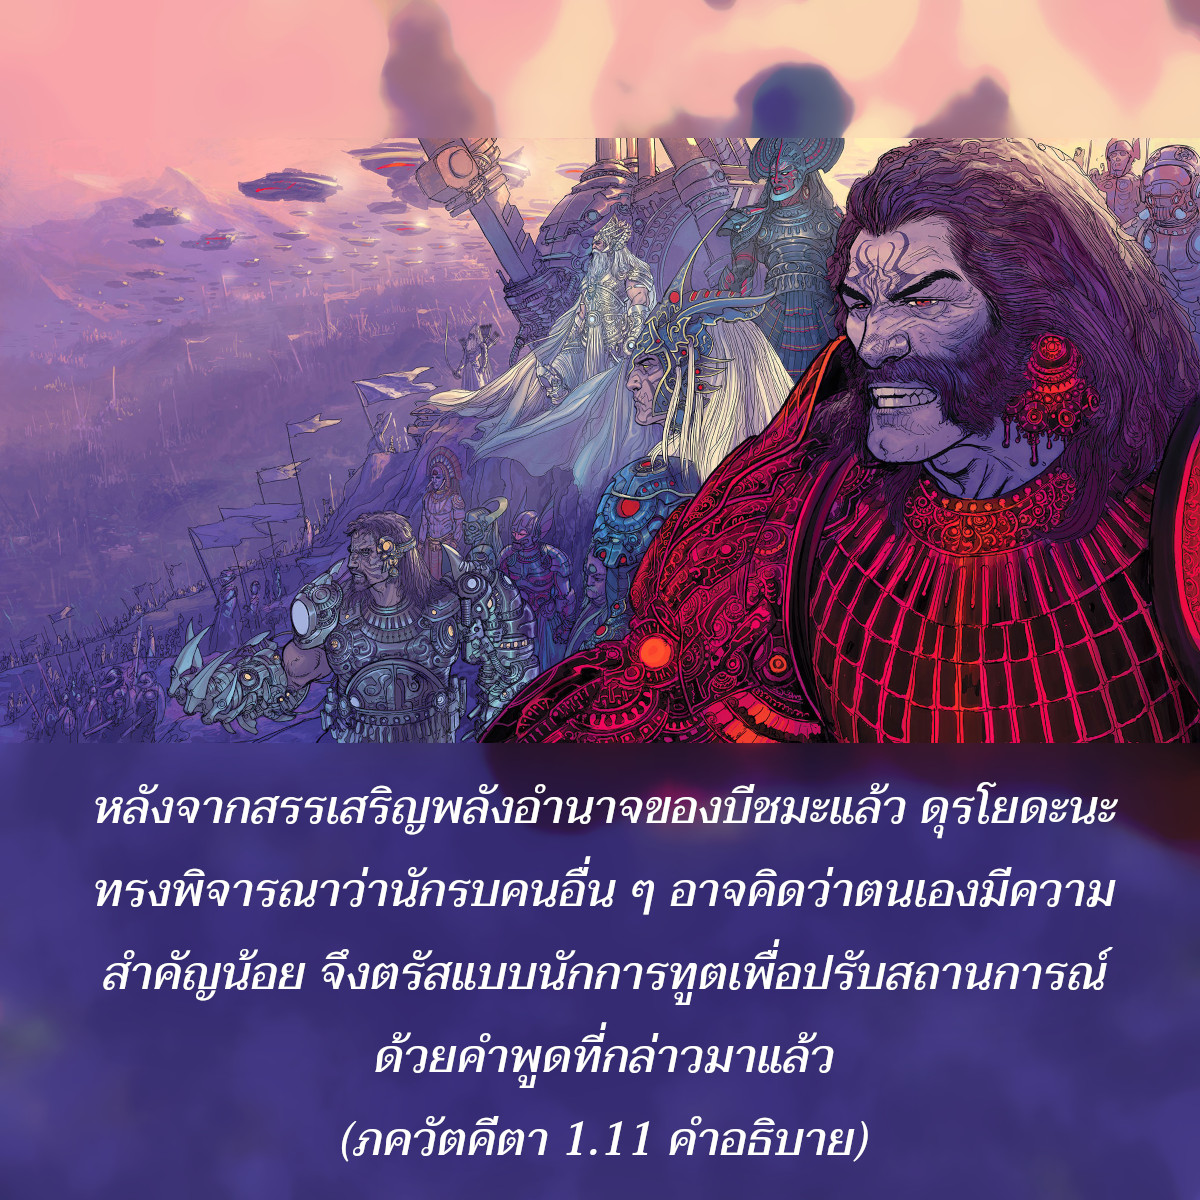 หลังจากสรรเสริญพลังอำนาจของบีชมะแล้ว ดุรโยดะนะ
ทรงพิจารณาว่านักรบคนอื่น ๆ อาจคิดว่าตนเองมีความ
สำคัญน้อย จึงตรัสแบบนักการทูตเพื่อปรับสถานการณ์
ด้วยคำพูดที่กล่าวมาแล้ว
(ภควัตคีตา 1.11 คำอธิบาย)